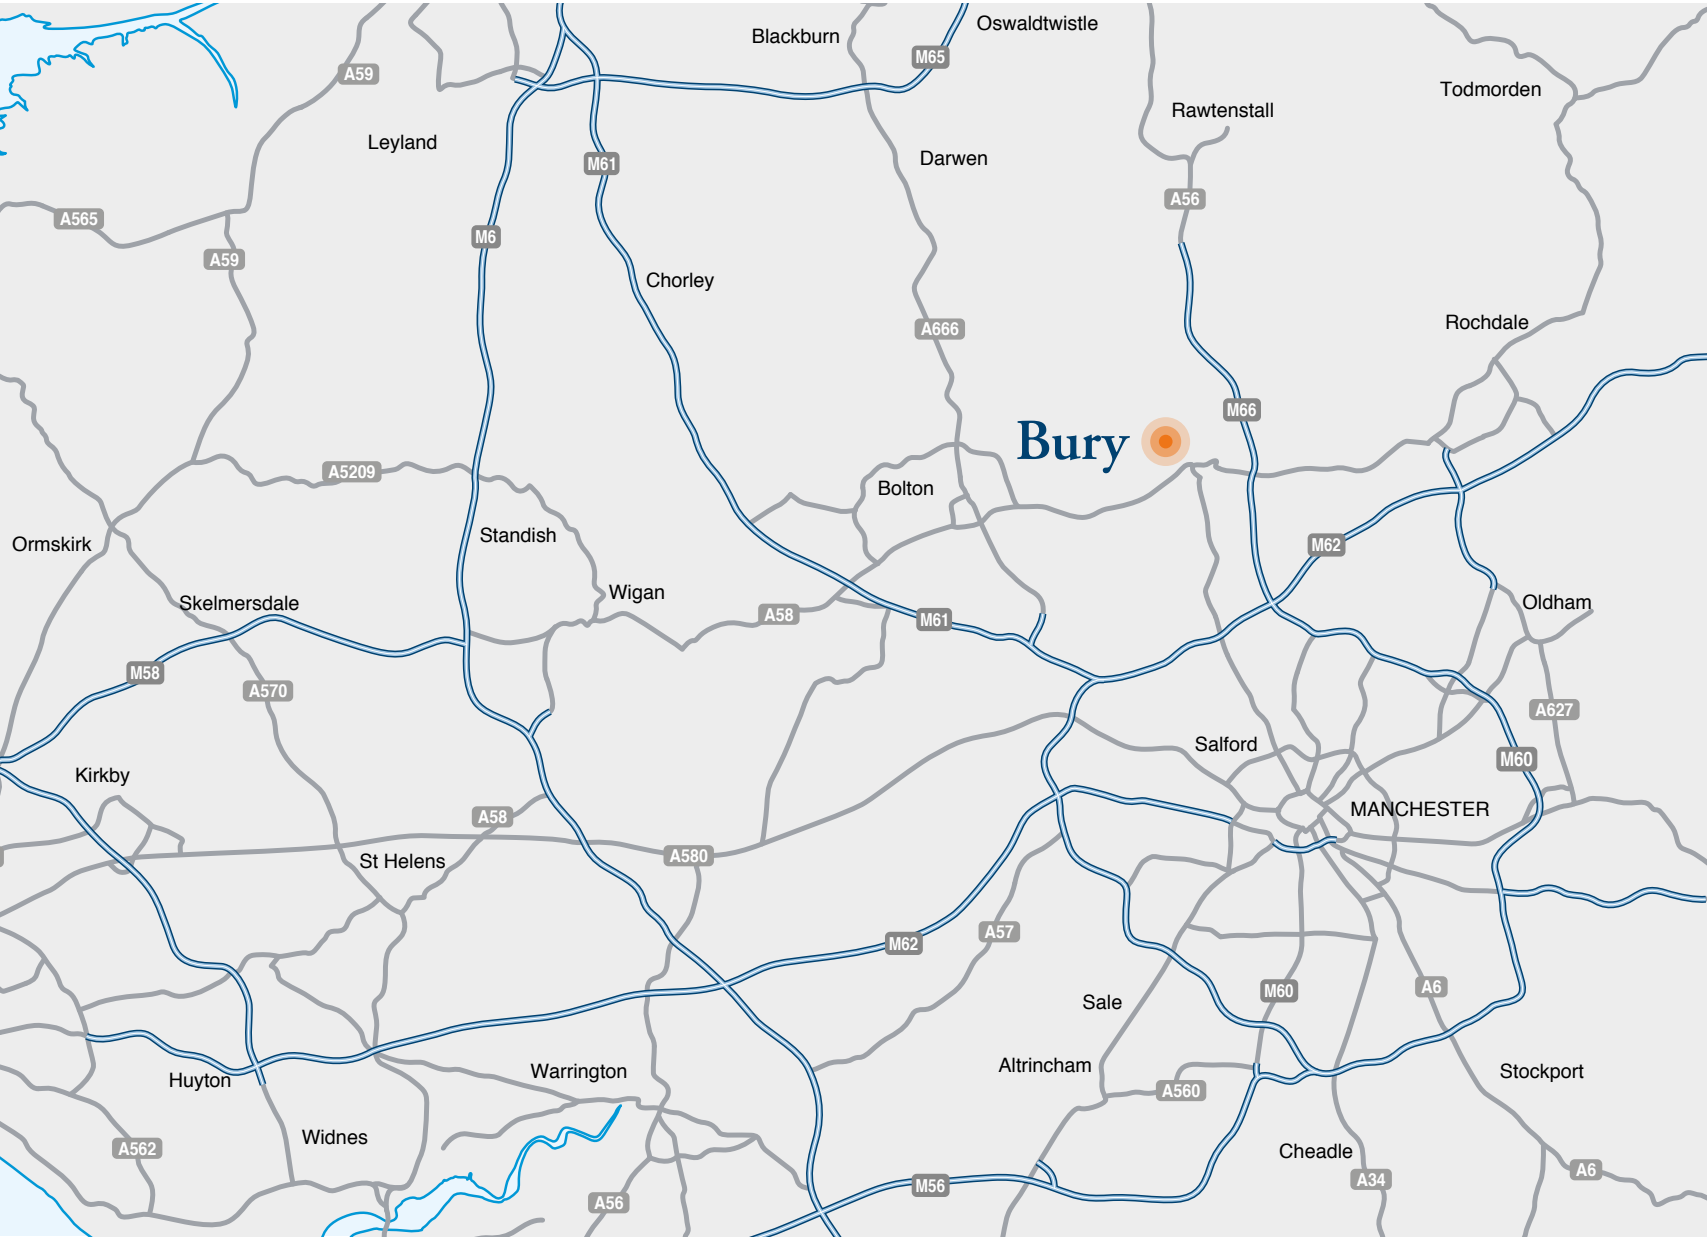 Oswaldtwistle
Blackburn
M65
A59
Todmorden
Rawtenstall
Leyland
Darwen
M61
A56
A565
M6
A59
Chorley
Rochdale
A666
M66
Bury
A5209
Bolton
Standish
Ormskirk
M62
Wigan
Skelmersdale
Oldham
A58
M61
M58
A570
A627
Salford
M60
Kirkby
MANCHESTER
A58
A580
St Helens
A57
M62
A6
M60
Sale
Altrincham
Warrington
Stockport
Huyton
A560
Widnes
A562
Cheadle
A6
A34
M56
A56